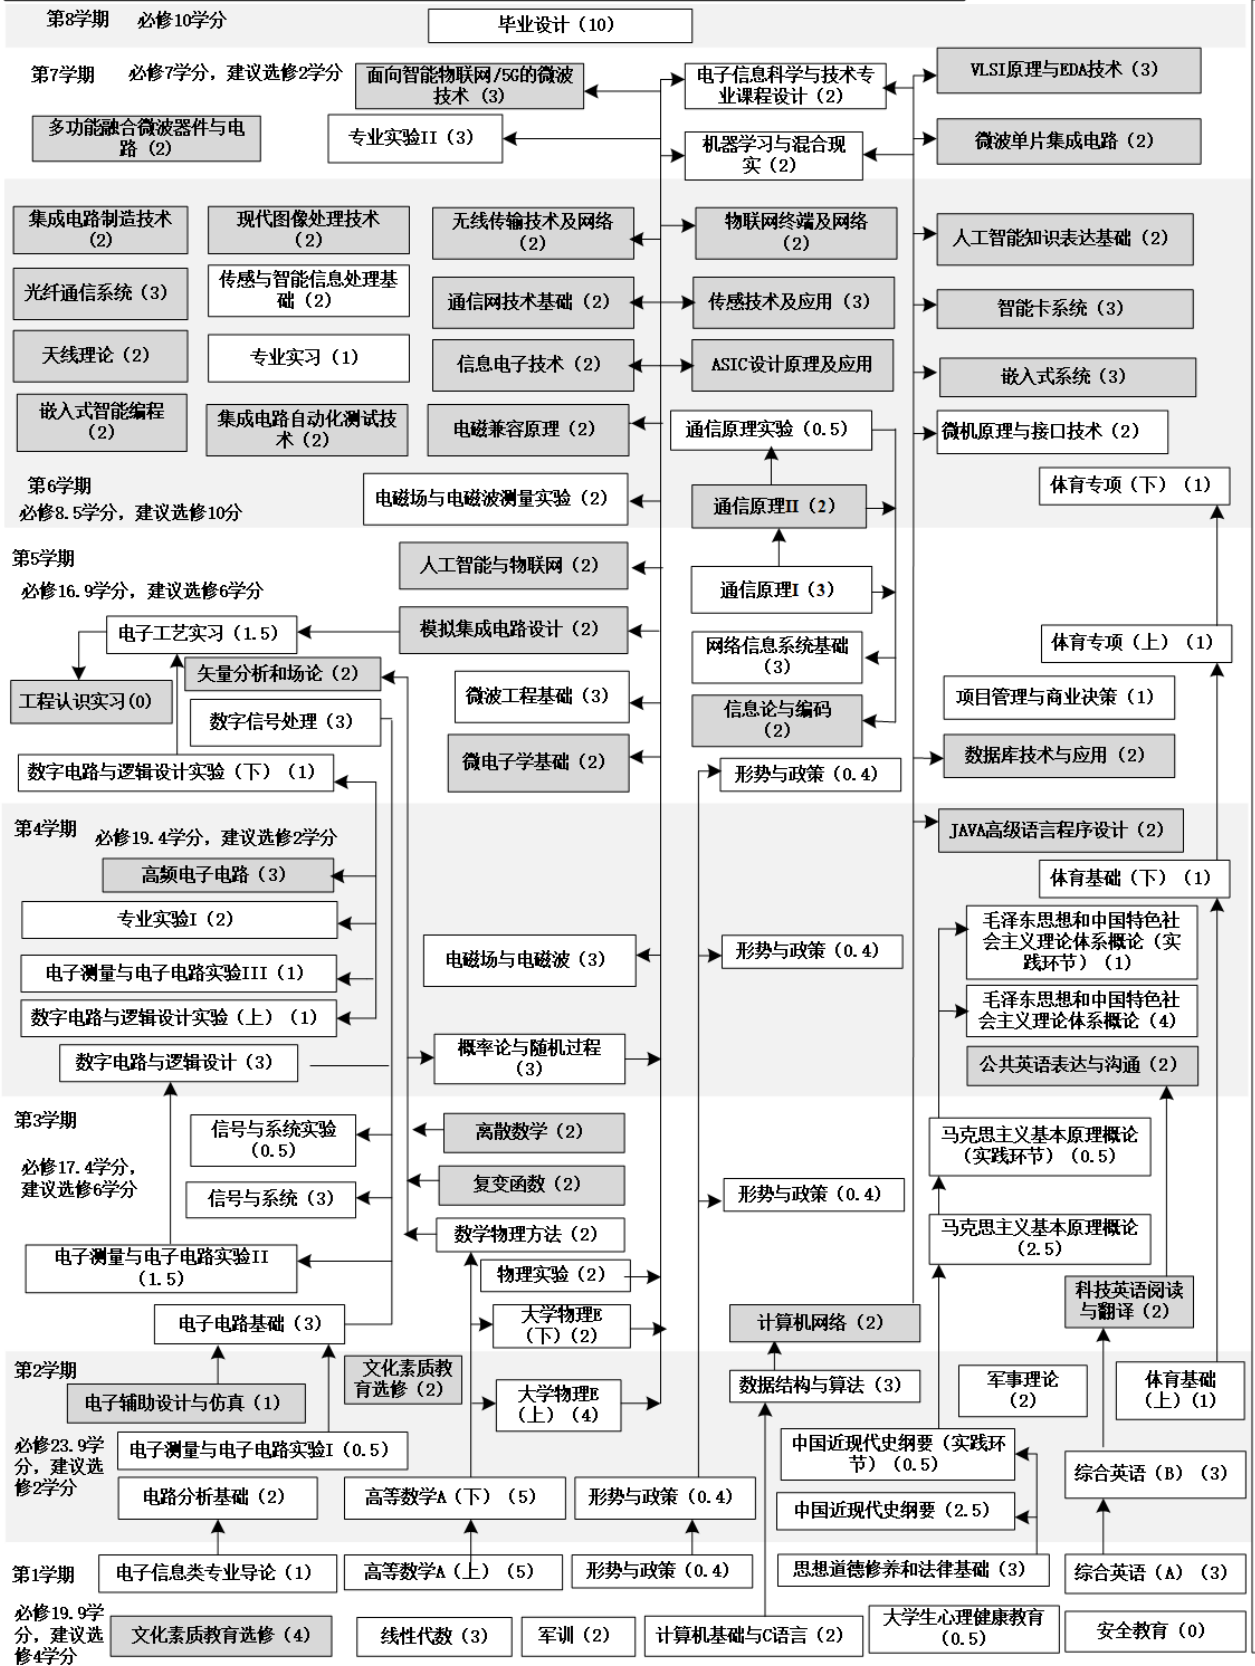 第8学期 必修10学分
毕业设计（10）
第7学期 必修7学分，建议选修2学分
面向智能物联网/5G的微波
技术（3）
电子信息科学与技术专
业课程设计（2）
VLSI原理与EDA技术（3）
多功能融合微波器件与电
路（2）
专业实验II（3）
机器学习与混合现
实（2）
微波单片集成电路（2）
集成电路制造技术
（2）
现代图像处理技术
（2）
无线传输技术及网络
（2）
物联网终端及网络
（2）
人工智能知识表达基础（2）
光纤通信系统（3）
传感与智能信息处理基
础（2）
通信网技术基础（2）
传感技术及应用（3）
智能卡系统（3）
天线理论（2）
专业实习（1）
信息电子技术（2）
ASIC设计原理及应用
嵌入式系统（3）
嵌入式智能编程
（2）
集成电路自动化测试技
术（2）
电磁兼容原理（2）
通信原理实验（0.5）
微机原理与接口技术（2）
第6学期
必修8.5学分，建议选修10分
电磁场与电磁波测量实验（2）
通信原理II（2）
体育专项（下）（1）
第5学期
必修16.9学分，建议选修6学分
人工智能与物联网（2）
通信原理I（3）
电子工艺实习（1.5）
模拟集成电路设计（2）
网络信息系统基础
（3）
体育专项（上）（1）
工程认识实习(0)
矢量分析和场论（2）
微波工程基础（3）
信息论与编码
（2）
项目管理与商业决策（1）
数字信号处理（3）
数字电路与逻辑设计实验（下）（1）
微电子学基础（2）
形势与政策（0.4）
数据库技术与应用（2）
第4学期
必修19.4学分，建议选修2学分
JAVA高级语言程序设计（2）
高频电子电路（3）
体育基础（下）（1）
专业实验I（2）
毛泽东思想和中国特色社
会主义理论体系概论（实
践环节）（1）
电子测量与电子电路实验III（1）
电磁场与电磁波（3）
形势与政策（0.4）
数字电路与逻辑设计实验（上）（1）
毛泽东思想和中国特色社
会主义理论体系概论（4）
数字电路与逻辑设计（3）
概率论与随机过程
（3）
公共英语表达与沟通（2）
第3学期
必修17.4学分，
建议选修6学分
信号与系统实验
（0.5）
离散数学（2）
马克思主义基本原理概论
（实践环节）（0.5）
信号与系统（3）
复变函数（2）
形势与政策（0.4）
电子测量与电子电路实验II
（1.5）
数学物理方法（2）
马克思主义基本原理概论
（2.5）
物理实验（2）
科技英语阅读
与翻译（2）
电子电路基础（3）
大学物理E
（下）（2）
计算机网络（2）
第2学期
必修23.9学
分，建议选
修2学分
电子辅助设计与仿真（1）
文化素质教
育选修（2）
大学物理E
（上）（4）
数据结构与算法（3）
军事理论
（2）
体育基础
（上）（1）
电子测量与电子电路实验I（0.5）
中国近现代史纲要（实践环
节）（0.5）
综合英语（B）（3）
电路分析基础（2）
高等数学A（下）（5）
形势与政策（0.4）
中国近现代史纲要（2.5）
第1学期
必修19.9学
分，建议选
修4学分
电子信息类专业导论（1）
高等数学A（上）（5）
形势与政策（0.4）
思想道德修养和法律基础（3）
综合英语（A）（3）
文化素质教育选修（4）
线性代数（3）
军训（2）
计算机基础与C语言（2）
大学生心理健康教育
（0.5）
安全教育（0）